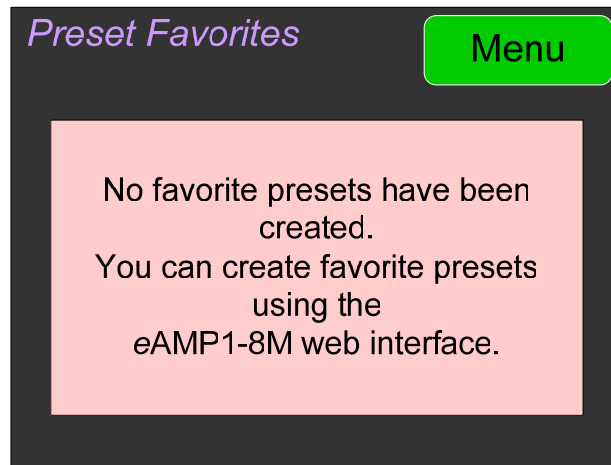 Preset Favorites
Menu
No favorite presets have been
created.
You can create favorite presets
using the
eAMP1-8M web interface.